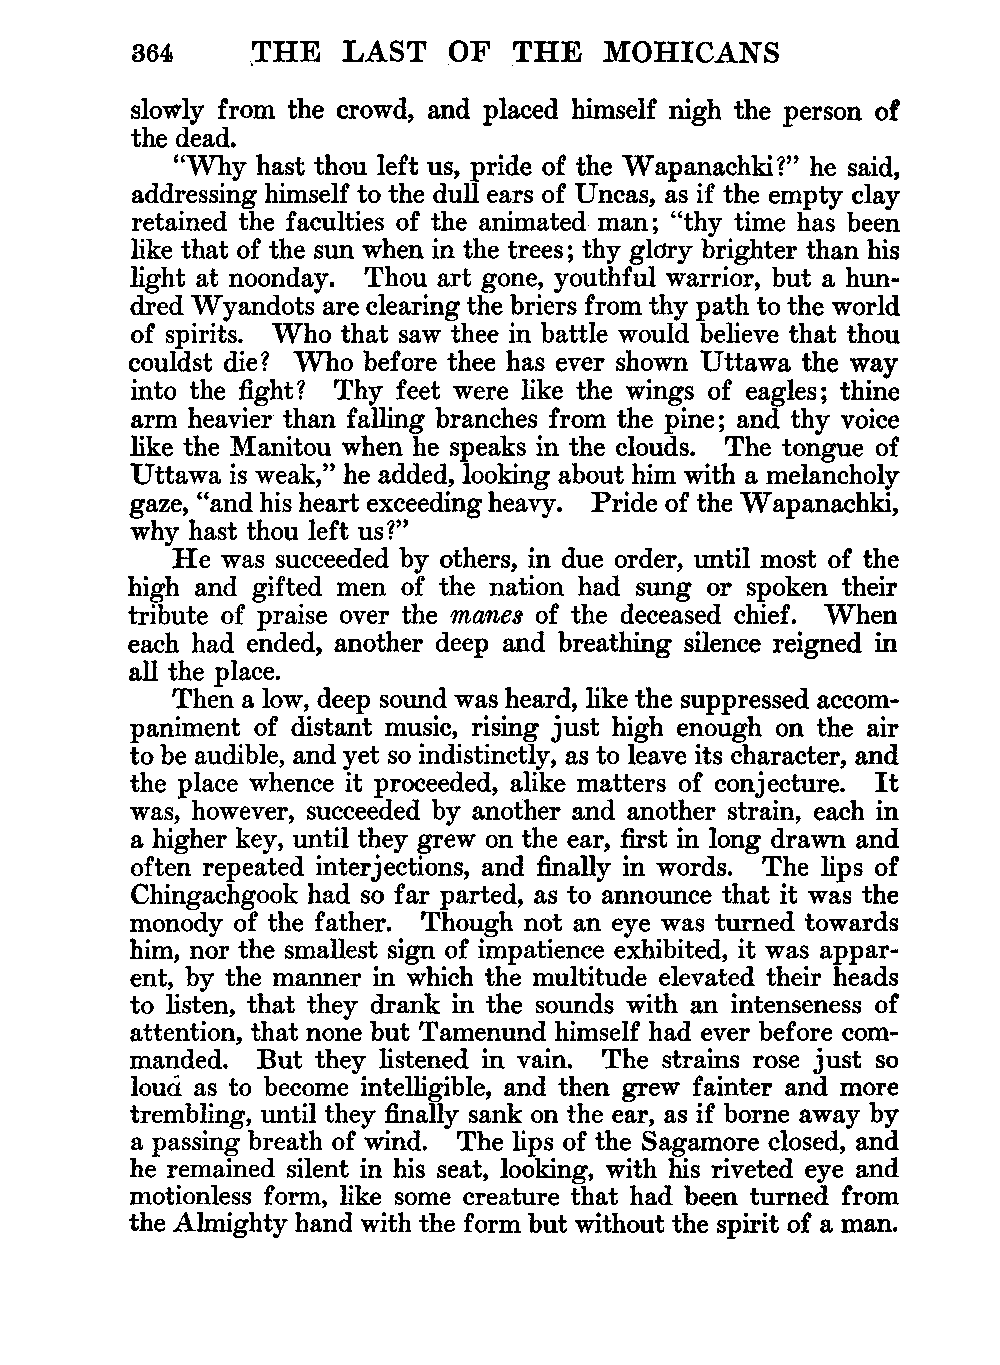 364 THE LAST OF THE MOHICANS
slowly from the crowd, and placed himself nigh the person of
the dead.
“Why hast thou left us, pride of the Wapanachki?” he said,
addressing himself to the dull ears of Uncas, as if the empty clay
retained the faculties of the animated man; “thy time has been
like that of the sun when in the trees; thy glory brighter than his
light at noonday. Thou art gone, youthful warrior, but a hun-
dred Wyandots are clearing the briers from thy path to the world
of spirits. Who that saw thee in battle would believe that thou
couldst die? Who before thee has ever shown Uttawa the way
into the fight? Thy feet were like the wings of eagles; thine
arm heavier than falling branches from the pine; and thy voice
like the Manitou when he speaks in the clouds. The tongue of
Uttawa is weak,” he added, looking about him with a melancholy
gaze, “and his heart exceeding heavy. Pride of the Wapanachki,
why hast thou left us?”
He was succeeded by others, in due order, until most of the
high and gifted men of the nation had sung or spoken their
tribute of praise over the manes of the deceased chief. When
each had ended, another deep and breathing silence reigned in
all the place.
Then a low, deep sound was heard, like the suppressed accom-
paniment of distant music, rising just high enough on the air
to be audible, and yet so indistinctly, as to leave its character, and
the place whence it proceeded, alike matters of conjecture. It
was, however, succeeded by another and another strain, each in
a higher key, until they grew on the ear, first in long drawn and
often repeated interjections, and finally in words. The lips of
Chingachgook had so far parted, as to announce that it was the
monody of the father. Though not an eye was turned towards
him, nor the smallest sign of impatience exhibited, it was appar-
ent, by the manner in which the multitude elevated their heads
to listen, that they drank in the sounds with an intenseness of
attention, that none but Tamenund himself had ever before com-
manded. But they listened in vain. The strains rose just so
loud as to become intelligible, and then grew fainter and more
trembling, until they finally sank on the ear, as if borne away by
a passing breath of wind. The lips of the Sagamore closed, and
he remained silent in his seat, looking, with his riveted eye and
motionless form, like some creature that had been turned from
the Almighty hand with the form but without the spirit of a man.